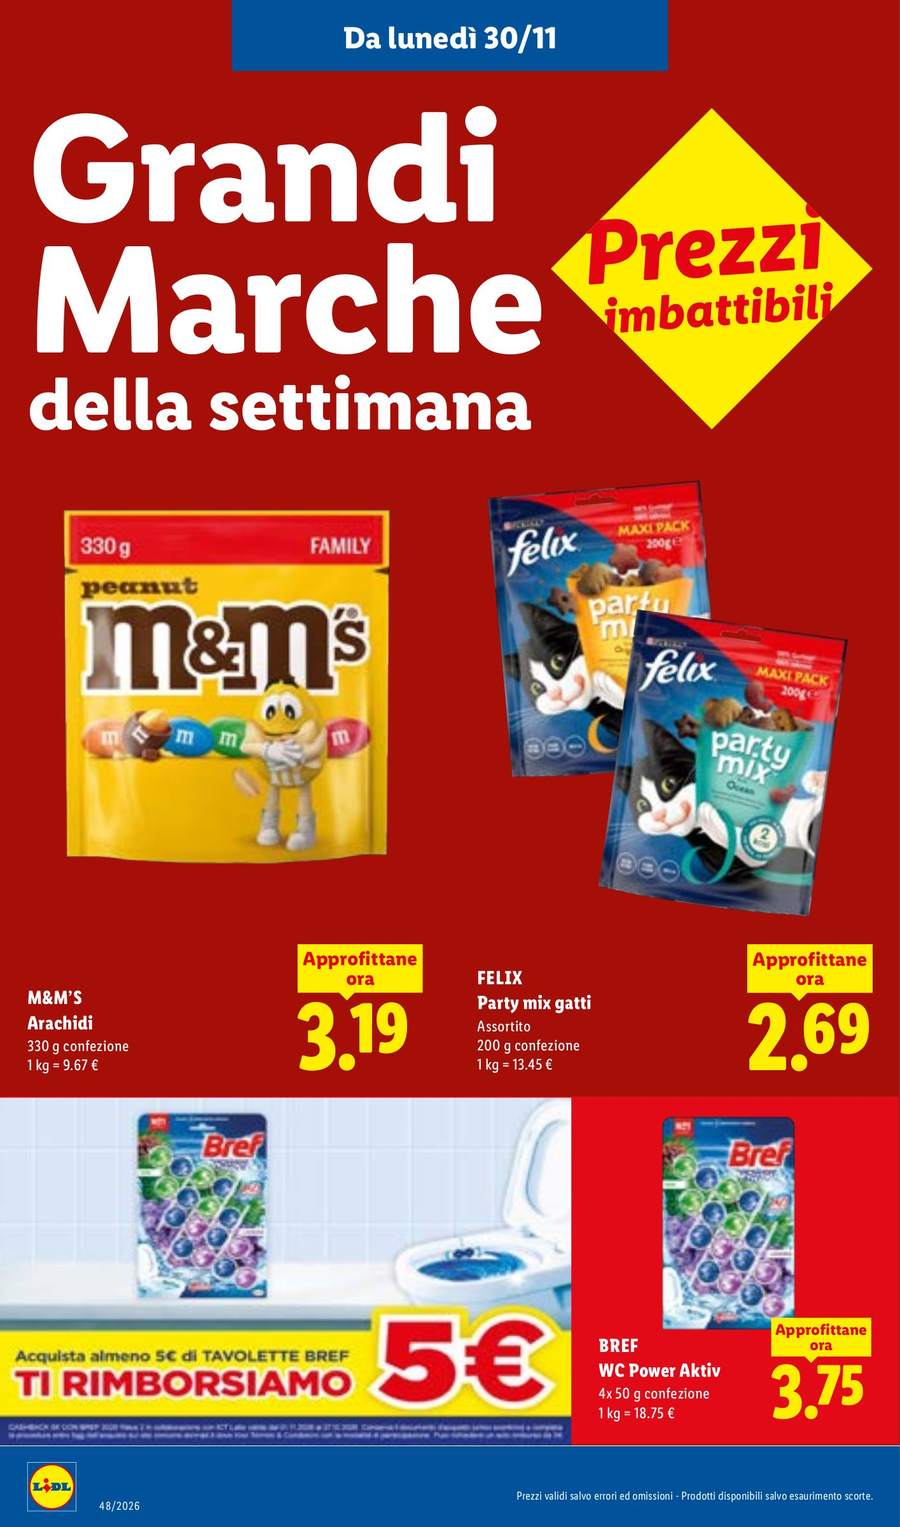 Da lunedì 30/11
Grandi
Marche
della settimana
Prezzi
imbattibili
330 g FAMILY
peanut
m&m's
felix
MAXI PACK
200g
party
felix
MAXI PACK
200g
party
mix
Ocean
2
M&M'S
Arachidi
330 g confezione
1 kg = 9.67 €
Approfittane
ora
3.19
FELIX
Party mix gatti
Assortito
200 g confezione
1 kg = 13.45 €
Approfittane
ora
2.69
Bref
Acquista almeno 5€ di TAVOLETTE BREF
TI RIMBORSIAMO
5€
Bref
BREF
WC Power Aktiv
4x 50 g confezione
1 kg = 18.75 €
Approfittane
ora
3.75
LIDL
48/2026
Prezzi validi salvo errori ed omissioni - Prodotti disponibili salvo esaurimento scorte.